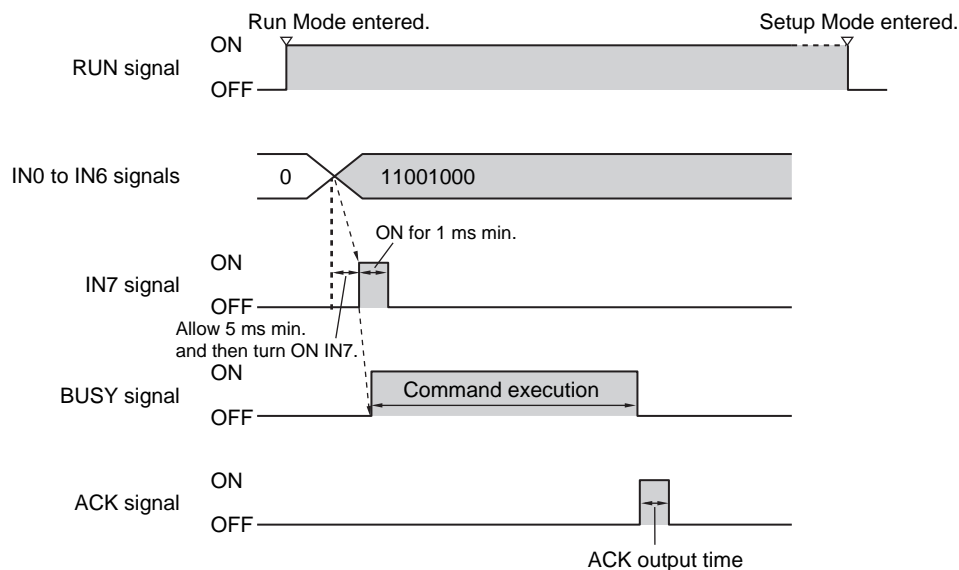 Run Mode entered.
Setup Mode entered.
ON
RUN signal
OFF
IN0 to IN6 signals
0
11001000
ON for 1 ms min.
ON
IN7 signal
OFF
Allow 5 ms min.
and then turn ON IN7.
ON
BUSY signal
Command execution
OFF
ON
ACK signal
OFF
ACK output time